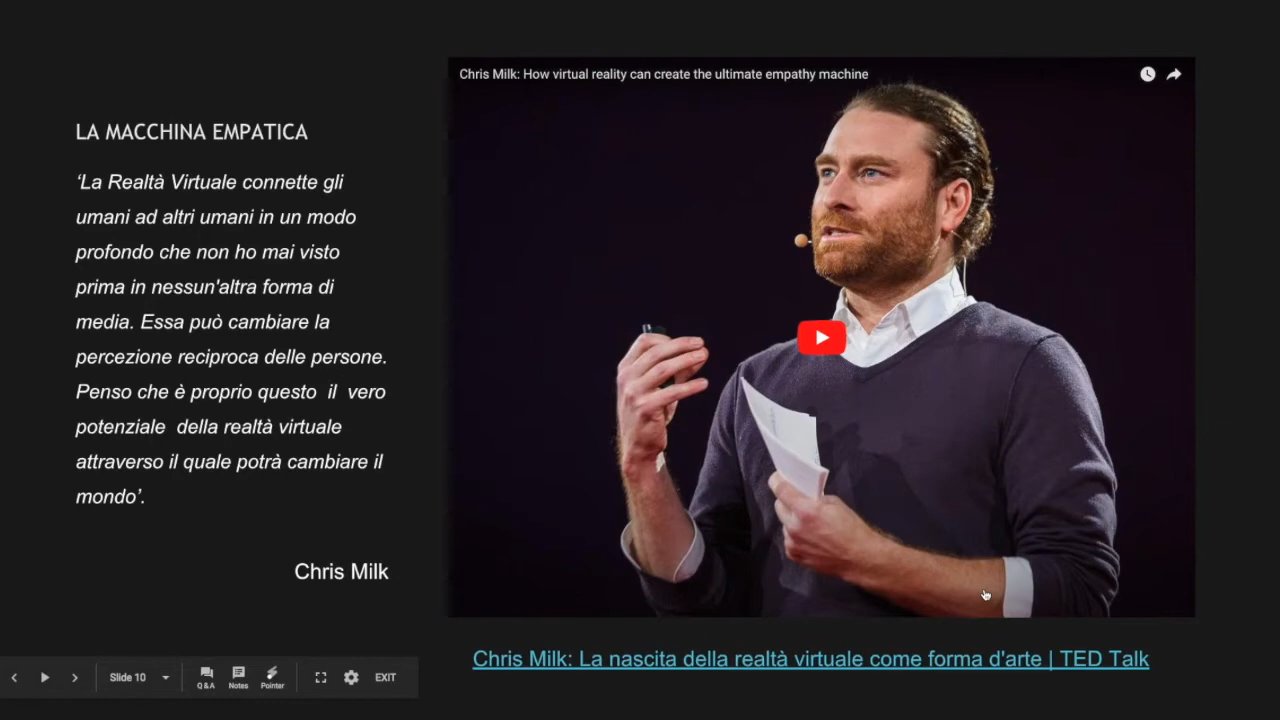 Chris Milk: How virtual reality can create the ultimate empathy machine
LA MACCHINA EMPATICA
‘La Realtà Virtuale connette gli
umani ad altri umani in un modo
profondo che non ho mai visto
prima in nessun'altra forma di
media. Essa può cambiare la
percezione reciproca delle persone.
Penso che è proprio questo il vero
potenziale della realtà virtuale
attraverso il quale potrà cambiare il
mondo’.
Chris Milk
Chris Milk: La nascita della realtà virtuale come forma d'arte | TED Talk
Slide 10
Q&A
Notes
Pointer
EXIT